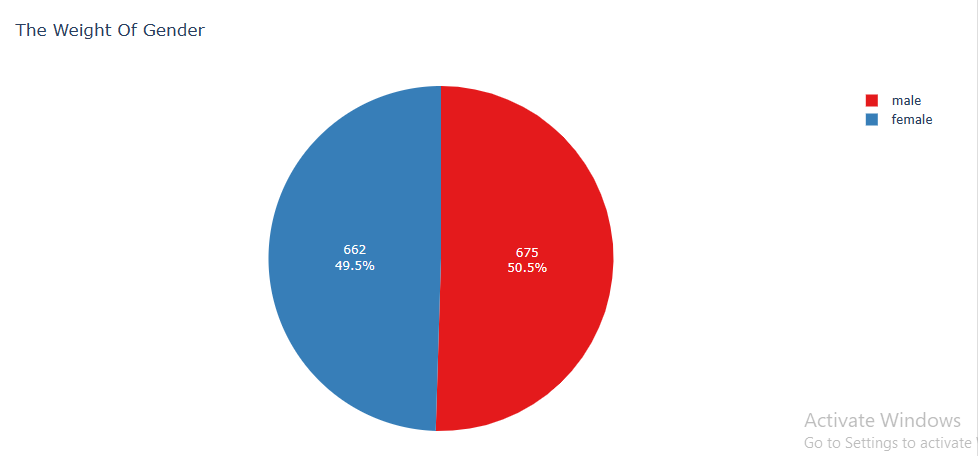 The Weight Of Gender
male
female
662
49.5%
675
50.5%
Activate Windows
Go to Settings to activate